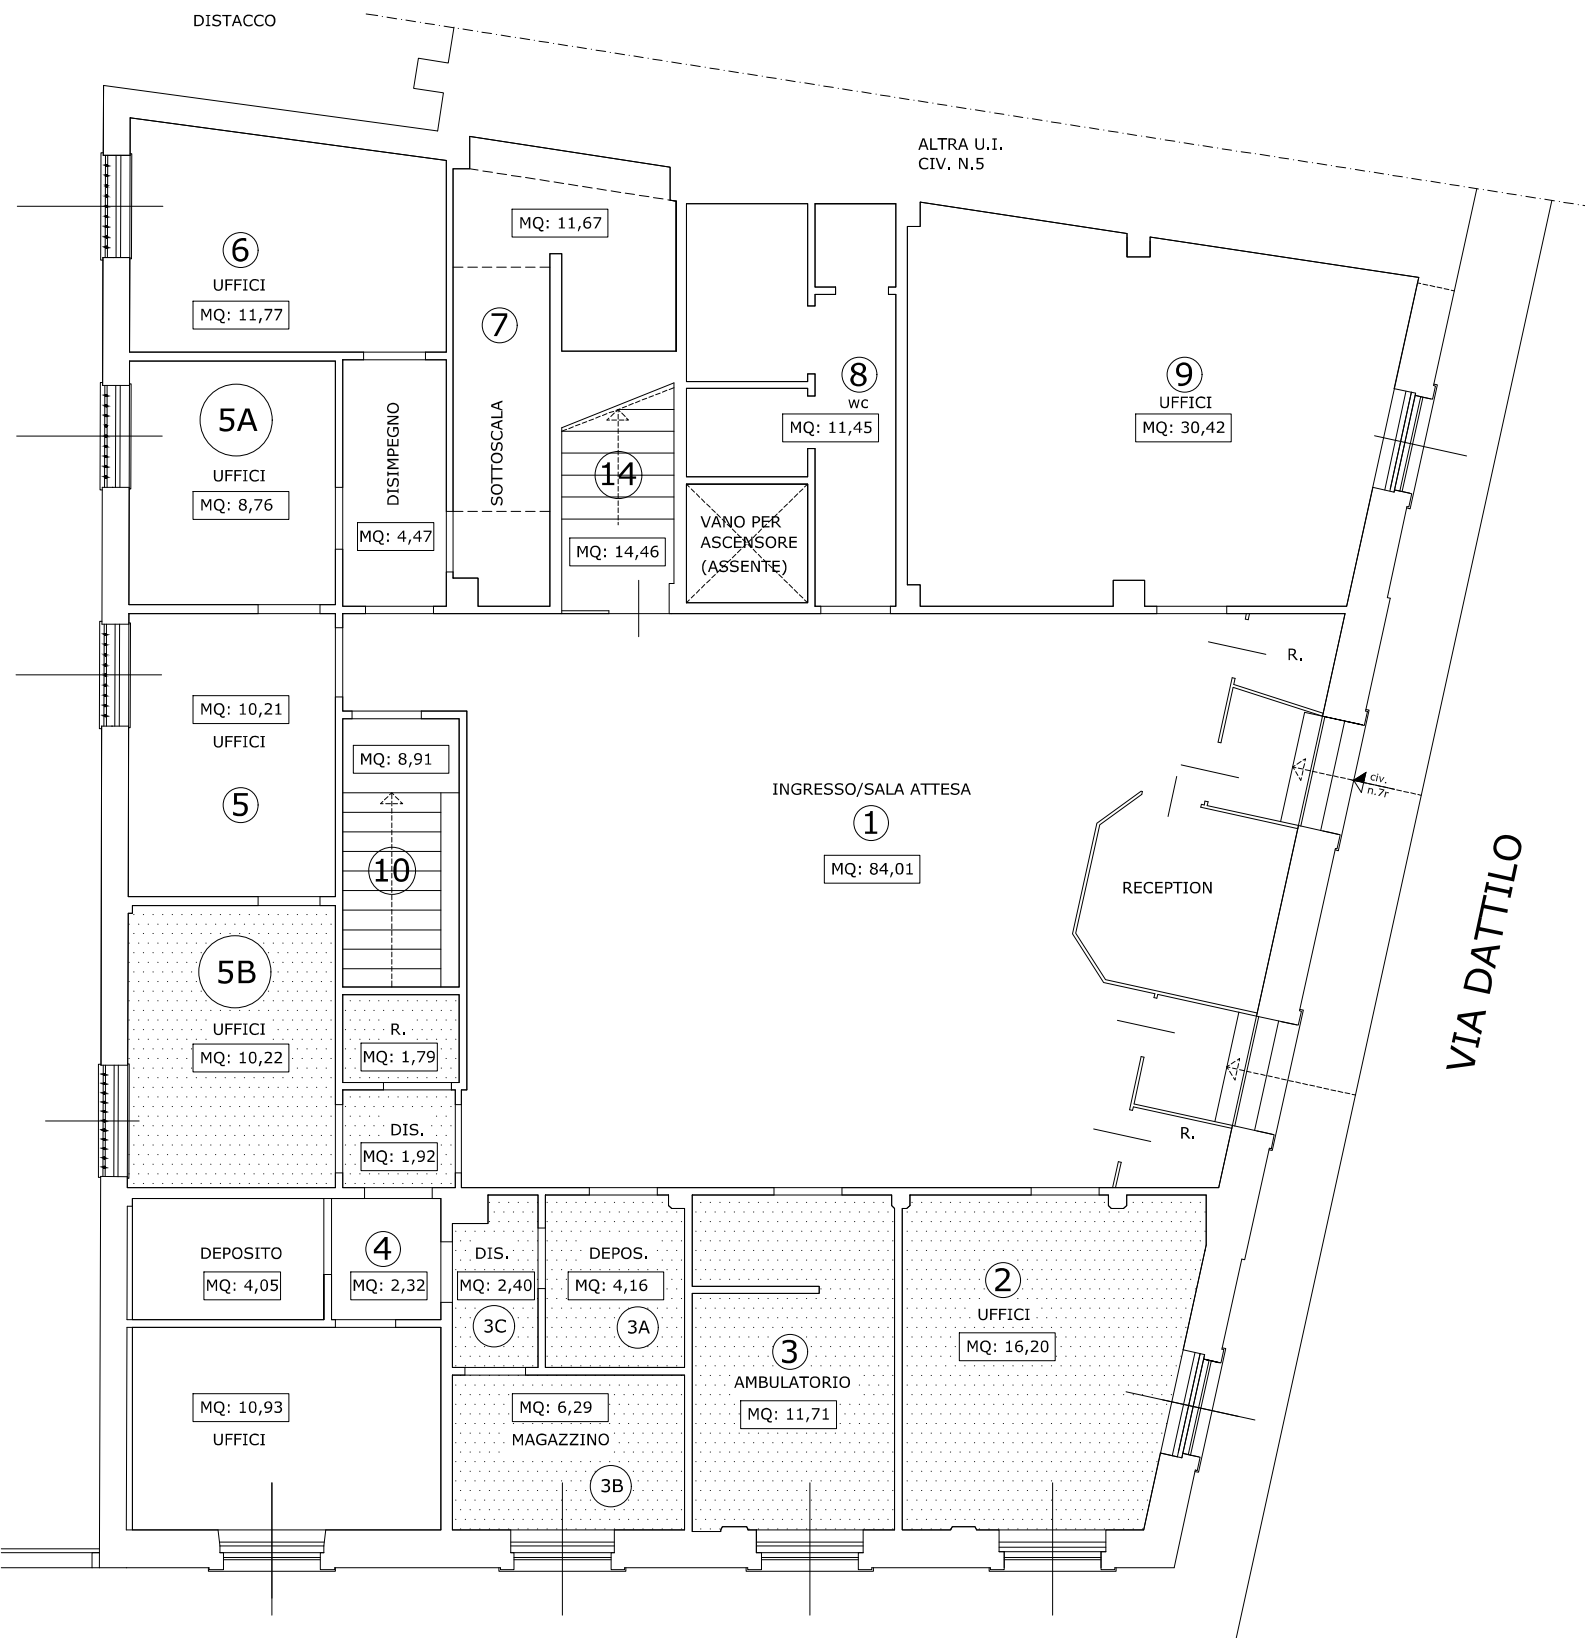 DISTACCO
ALTRA U.I.
CIV. N.5
6
UFFICI
MQ: 11,77
MQ: 11,67
7
SOTTOSCALA
5A
UFFICI
MQ: 8,76
DISIMPEGNO
MQ: 4,47
14
MQ: 14,46
VANO PER
ASCENSORE
(ASSENTE)
8
wc
MQ: 11,45
9
UFFICI
MQ: 30,42
R.
MQ: 10,21
UFFICI
5
MQ: 8,91
10
INGRESSO/SALA ATTESA
1
MQ: 84,01
RECEPTION
civ.
n.7r
VIA DATTILO
5B
UFFICI
MQ: 10,22
R.
MQ: 1,79
DIS.
MQ: 1,92
R.
DEPOSITO
MQ: 4,05
4
MQ: 2,32
DIS.
MQ: 2,40
3C
DEPOS.
MQ: 4,16
3A
3
AMBULATORIO
MQ: 11,71
2
UFFICI
MQ: 16,20
MQ: 10,93
UFFICI
MQ: 6,29
MAGAZZINO
3B